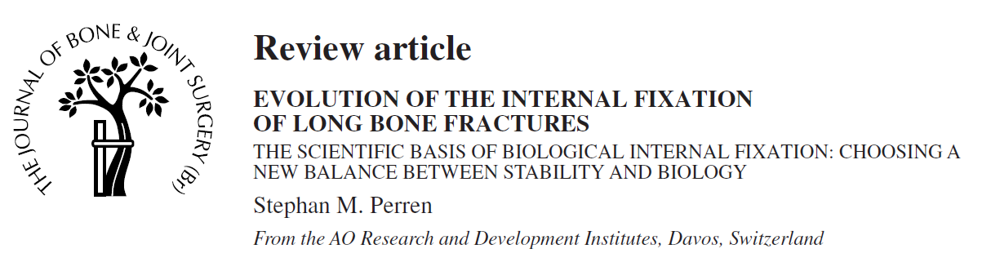 THE JOURNAL OF BONE & JOINT SURGERY (Br)
Review article
EVOLUTION OF THE INTERNAL FIXATION
OF LONG BONE FRACTURES
THE SCIENTIFIC BASIS OF BIOLOGICAL INTERNAL FIXATION: CHOOSING A
NEW BALANCE BETWEEN STABILITY AND BIOLOGY
Stephan M. Perren
From the AO Research and Development Institutes, Davos, Switzerland